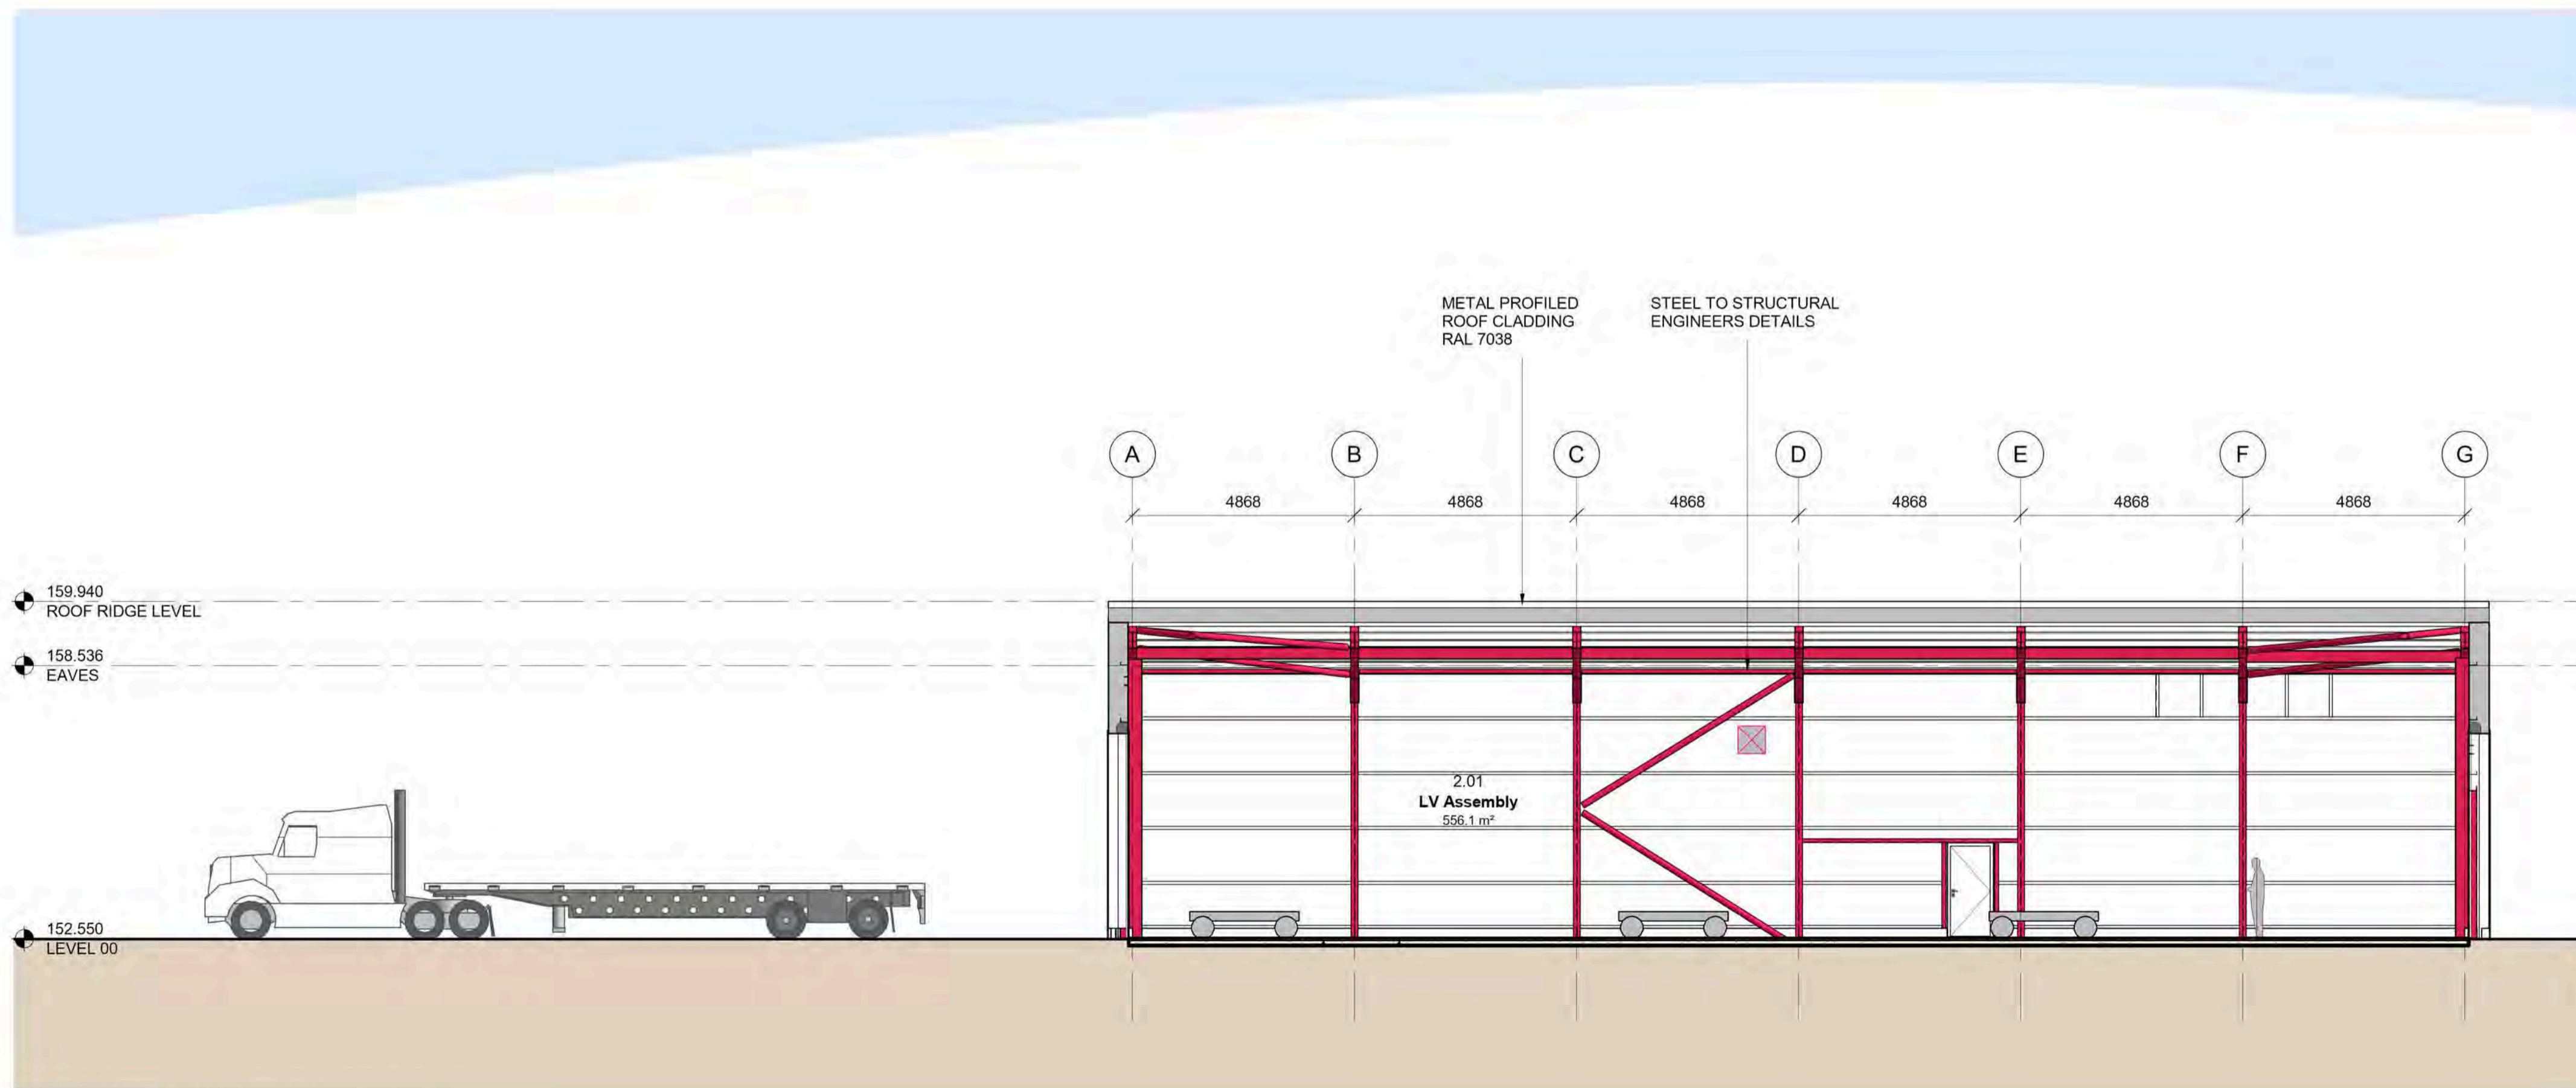 METAL PROFILED
ROOF CLADDING
RAL 7038
STEEL TO STRUCTURAL
ENGINEERS DETAILS
A B C D E F G
4868 4868 4868 4868 4868 4868
159.940
ROOF RIDGE LEVEL
158.536
EAVES
2.01
LV Assembly
556.1 m²
152.550
LEVEL 00